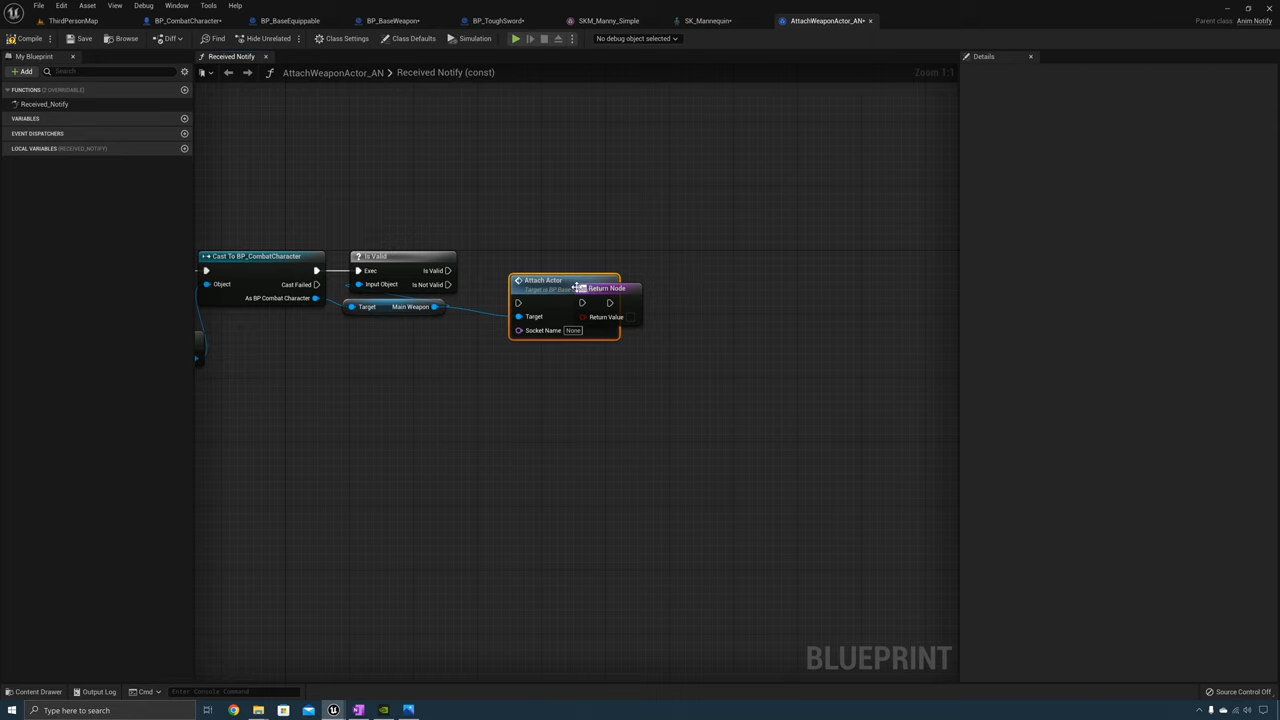 File Edit Asset View Debug Window Tools Help
ThirdPersonMap BP_CombatCharacter* BP_BaseEquippable BP_BaseWeapon* BP_ToughSword* SKM_Manny_Simple SK_Mannequin* AttachWeaponActor_AN* Parent class: Anim Notify
Compile Save Browse Diff Find Hide Unrelated Class Settings Class Defaults Simulation No debug object selected
My Blueprint Received Notify Details
Add Search AttachWeaponActor_AN Received Notify (const) Zoom 1:1
FUNCTIONS (2 OVERRIDABLE)
Received_Notify
VARIABLES
EVENT DISPATCHERS
LOCAL VARIABLES (RECEIVED_NOTIFY)
Cast To BP_CombatCharacter
Object Cast Failed
As BP Combat Character
Is Valid
Exec Is Valid
Input Object Is Not Valid
Target Main Weapon
Attach Actor
Target is BP Base
Target
Socket Name None
Return Node
Return Value
BLUEPRINT
Content Drawer Output Log Cmd Enter Console Command Source Control Off
Type here to search